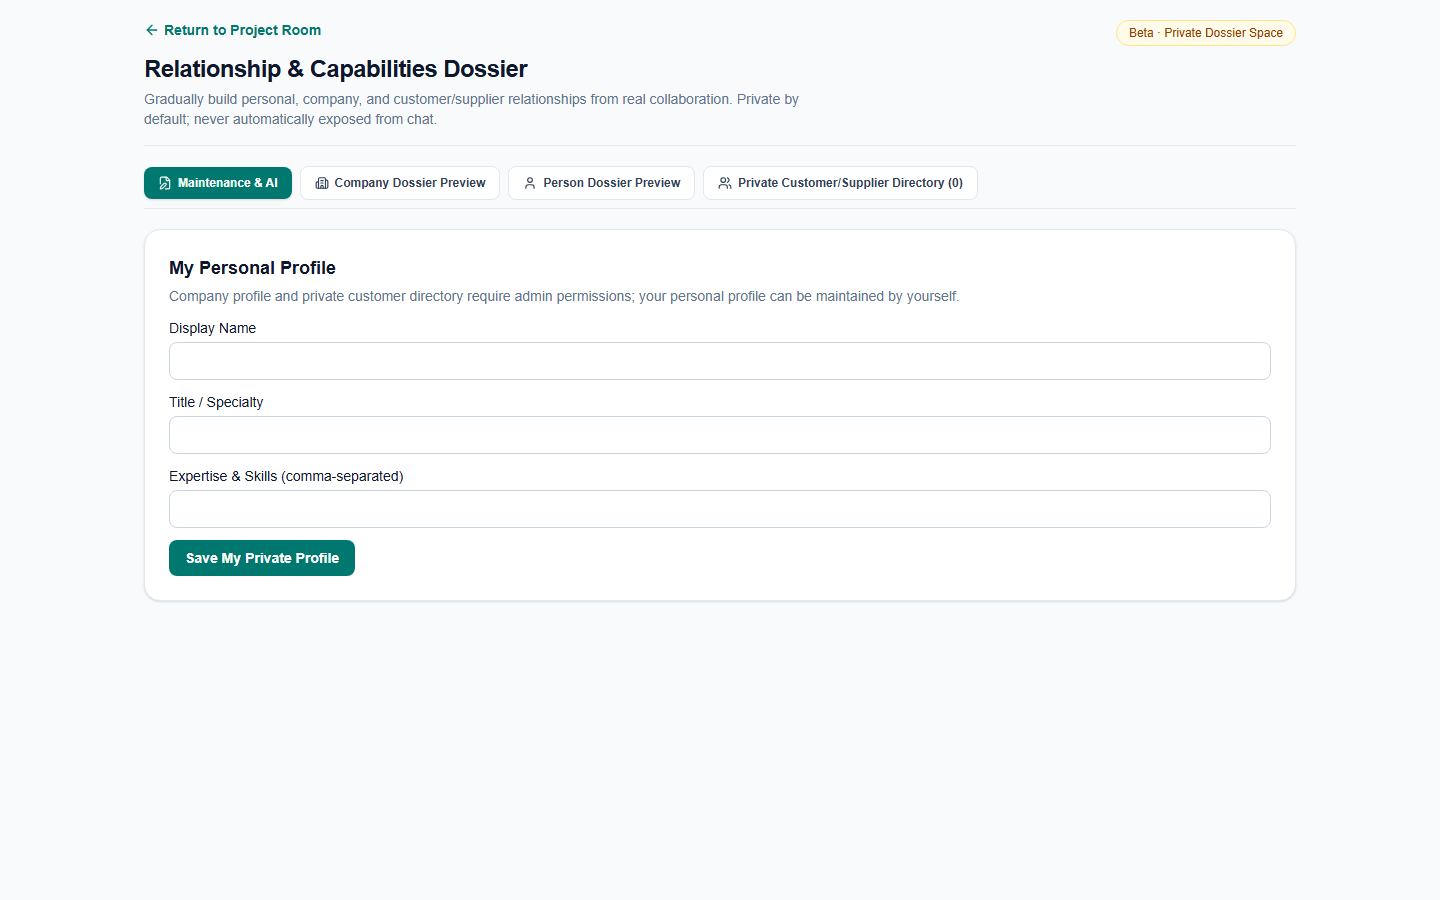 Return to Project Room
Beta · Private Dossier Space
Relationship & Capabilities Dossier
Gradually build personal, company, and customer/supplier relationships from real collaboration. Private by
default; never automatically exposed from chat.
Maintenance & AI
Company Dossier Preview
Person Dossier Preview
Private Customer/Supplier Directory (0)
My Personal Profile
Company profile and private customer directory require admin permissions; your personal profile can be maintained by yourself.
Display Name
Title / Specialty
Expertise & Skills (comma-separated)
Save My Private Profile